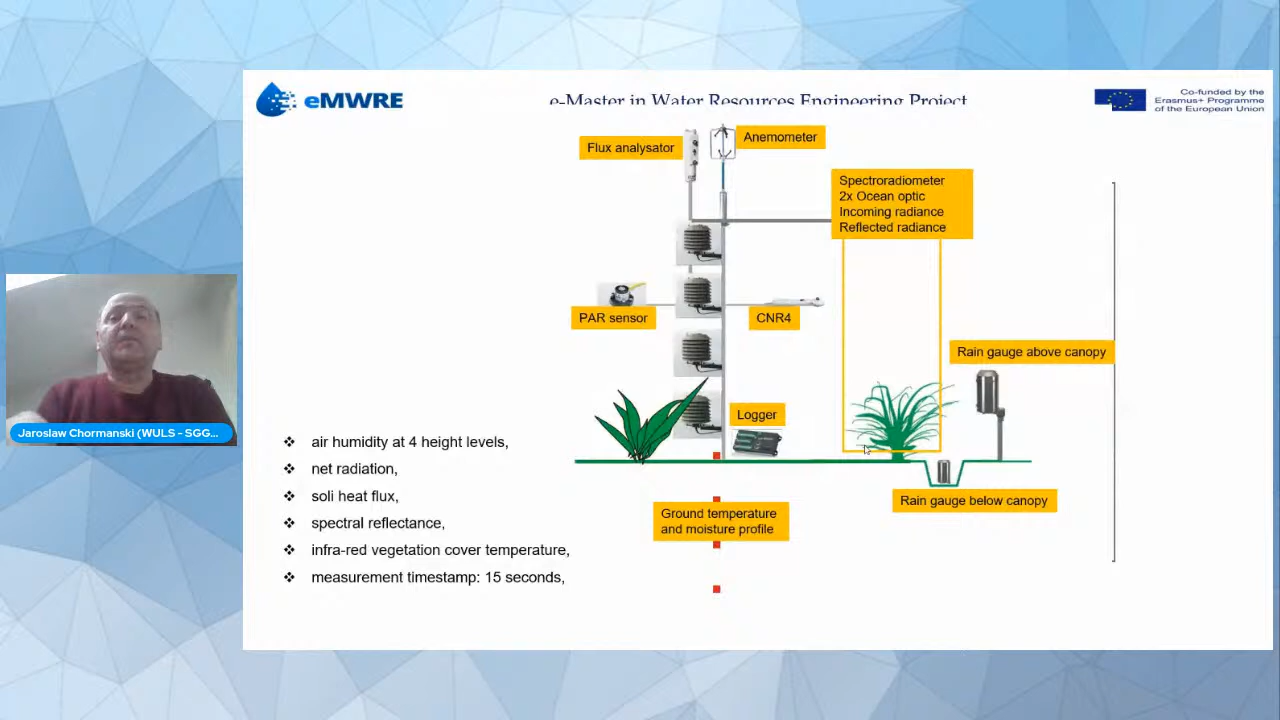 eMWRE
e-Master in Water Resources Engineering Project
Co-funded by the
Erasmus+ Programme
of the European Union
Flux analysator
Anemometer
Spectroradiometer
2x Ocean optic
Incoming radiance
Reflected radiance
PAR sensor
CNR4
Rain gauge above canopy
Logger
Rain gauge below canopy
Ground temperature
and moisture profile
❖ air humidity at 4 height levels,
❖ net radiation,
❖ soli heat flux,
❖ spectral reflectance,
❖ infra-red vegetation cover temperature,
❖ measurement timestamp: 15 seconds,
Jaroslaw Chormanski (WULS - SGG...